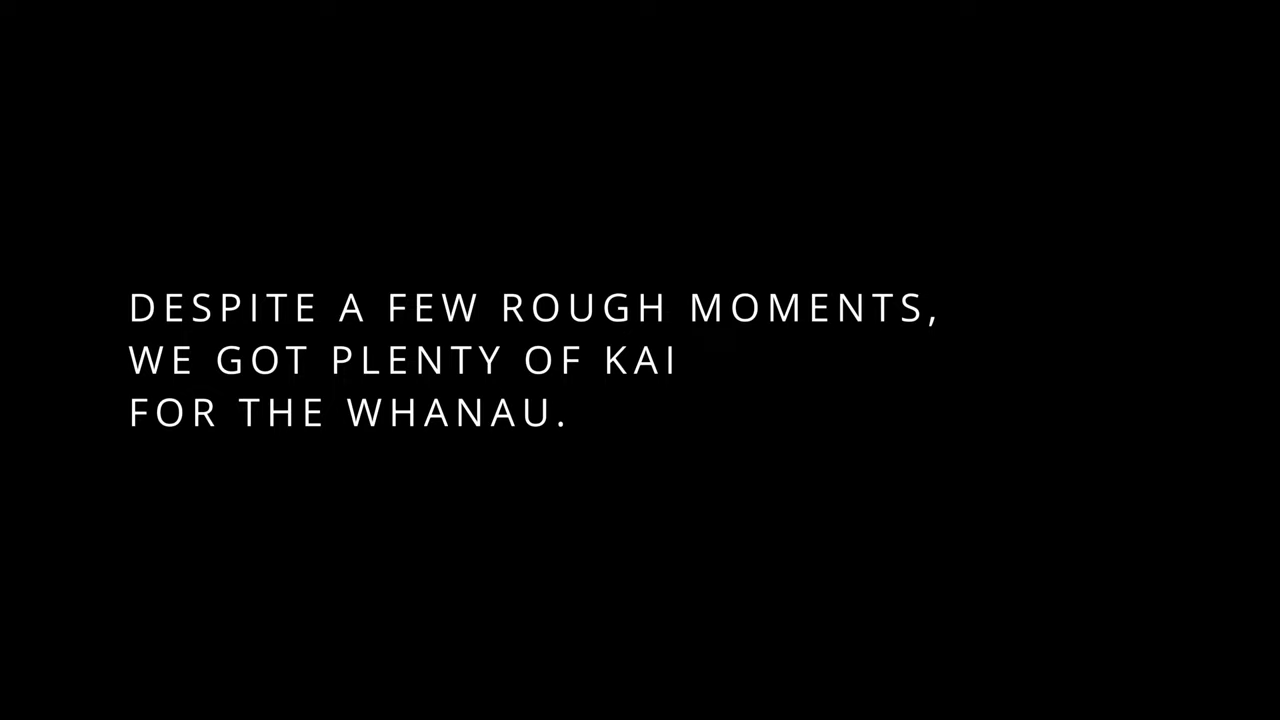 DESPITE A FEW ROUGH MOMENTS,
WE GOT PLENTY OF KAI
FOR THE WHANAU.